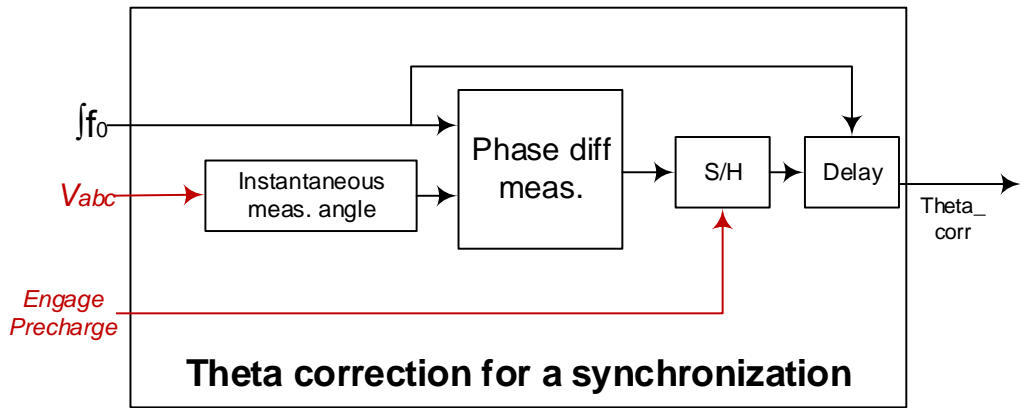 ∫f₀
Vabc
Instantaneous
meas. angle
Phase diff
meas.
S/H
Delay
Theta_
corr
Engage
Precharge
Theta correction for a synchronization